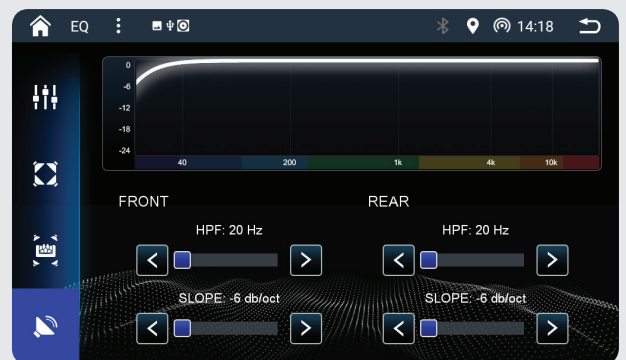 EQ 14:18
0
-6
-12
-18
-24
40 200 1k 4k 10k
FRONT REAR
HPF: 20 Hz HPF: 20 Hz
SLOPE: -6 db/oct SLOPE: -6 db/oct